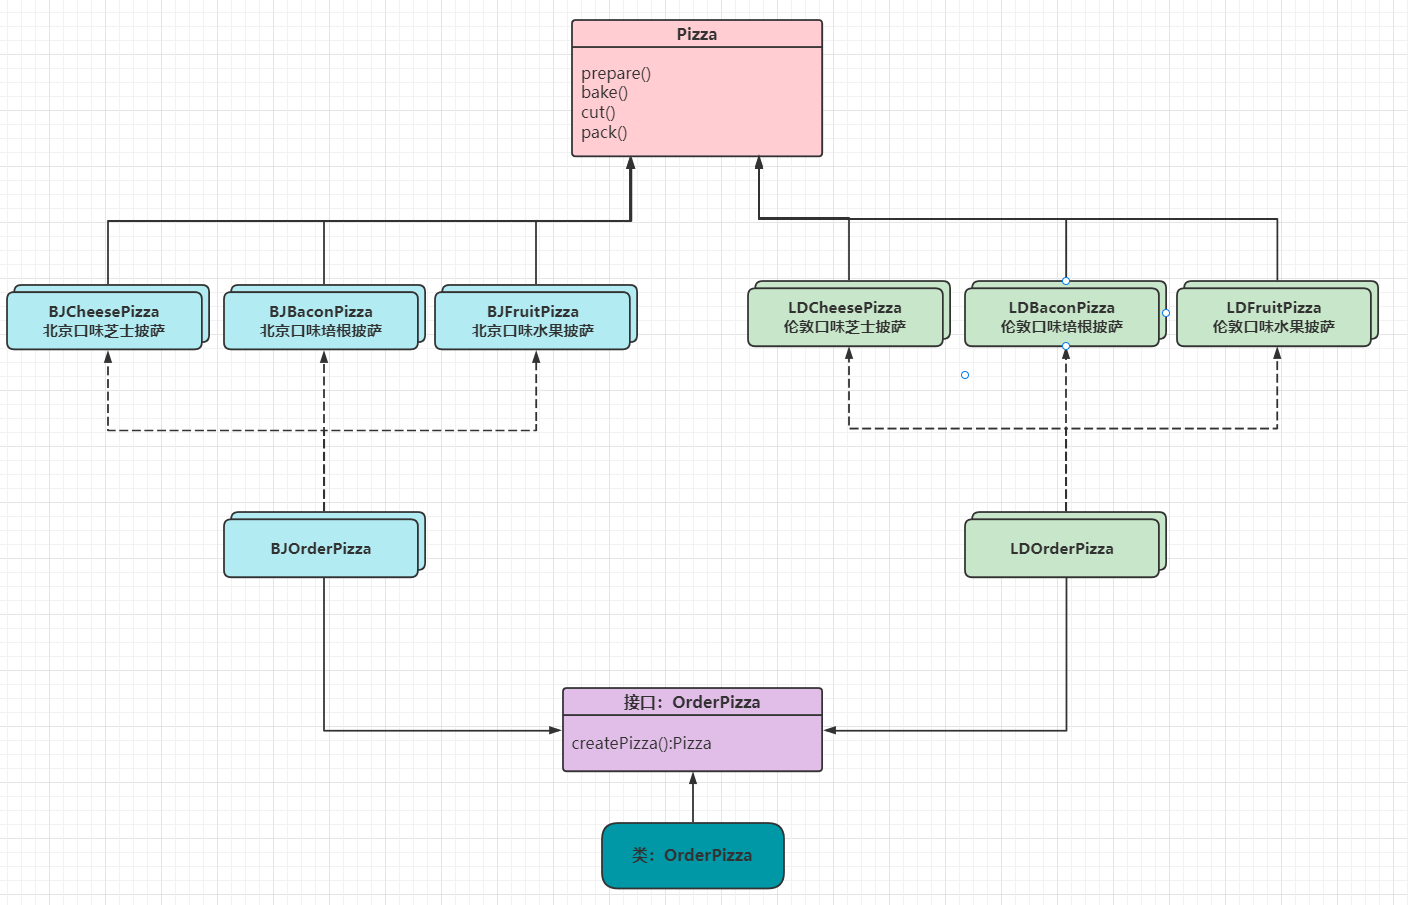 Pizza
prepare()
bake()
cut()
pack()
BJCheesePizza
北京口味芝士披萨
BJBaconPizza
北京口味培根披萨
BJFruitPizza
北京口味水果披萨
LDCheesePizza
伦敦口味芝士披萨
LDBaconPizza
伦敦口味培根披萨
LDFruitPizza
伦敦口味水果披萨
BJOrderPizza
LDOrderPizza
接口：OrderPizza
createPizza():Pizza
类：OrderPizza